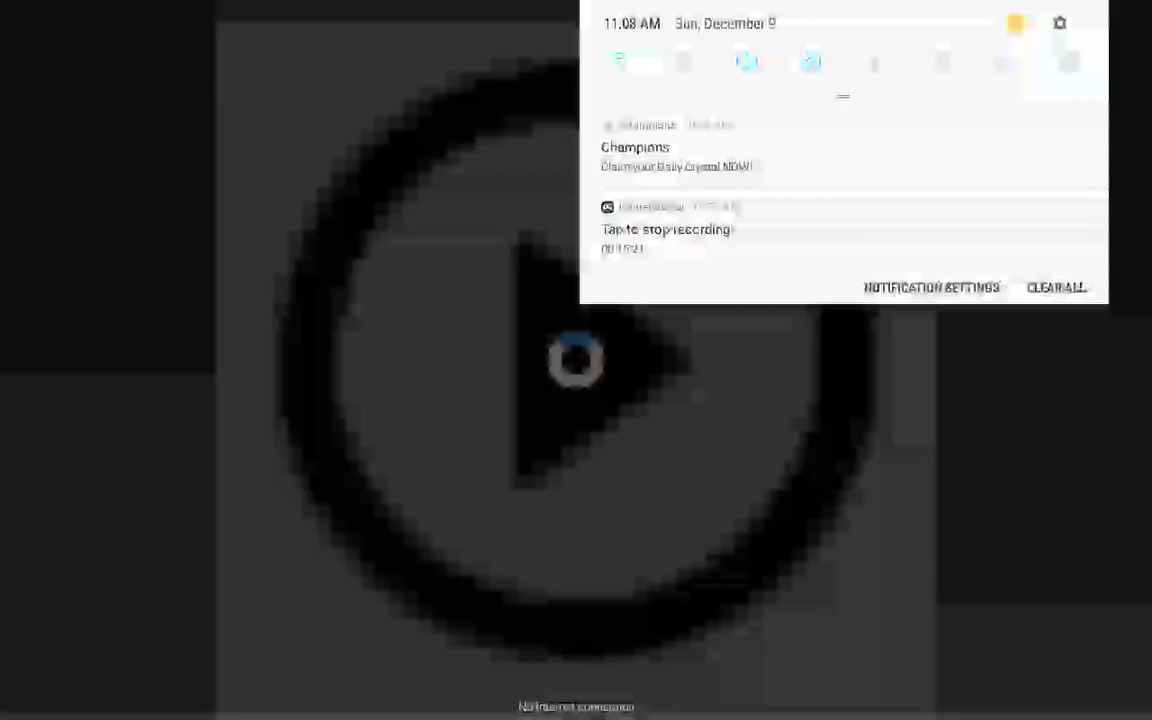 11:08 AM Sun, December 9
Champions
Champions
Claim your Daily Crystal NOW!
Tap to stop recording
NOTIFICATION SETTINGS CLEAR ALL
No Internet connection